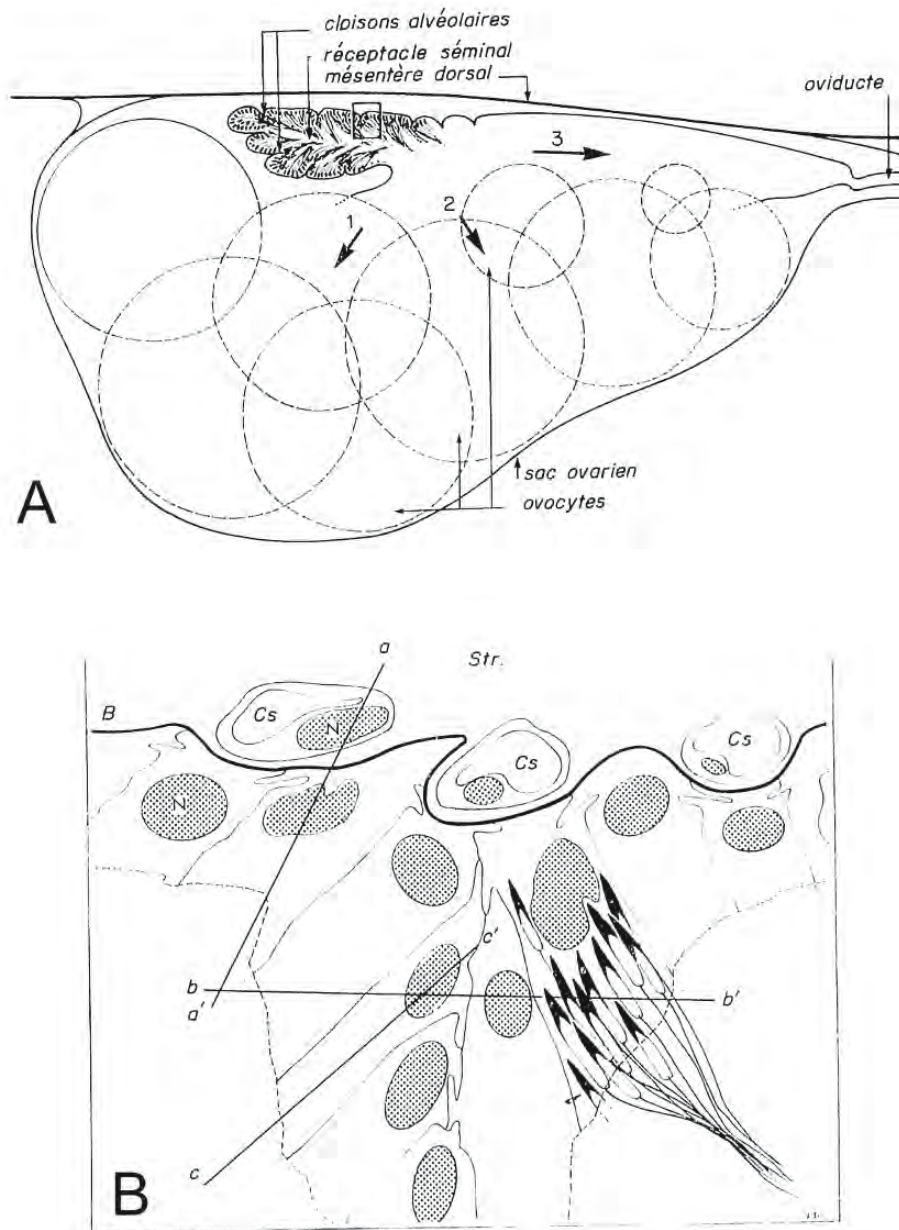 cloisons alvéolaires
réceptacle séminal
mésentère dorsal
oviducte
3
1
2
sac ovarien
ovocytes
A
a
Str.
B
Cs
N
Cs
Cs
N
c'
b
b'
a'
c
B